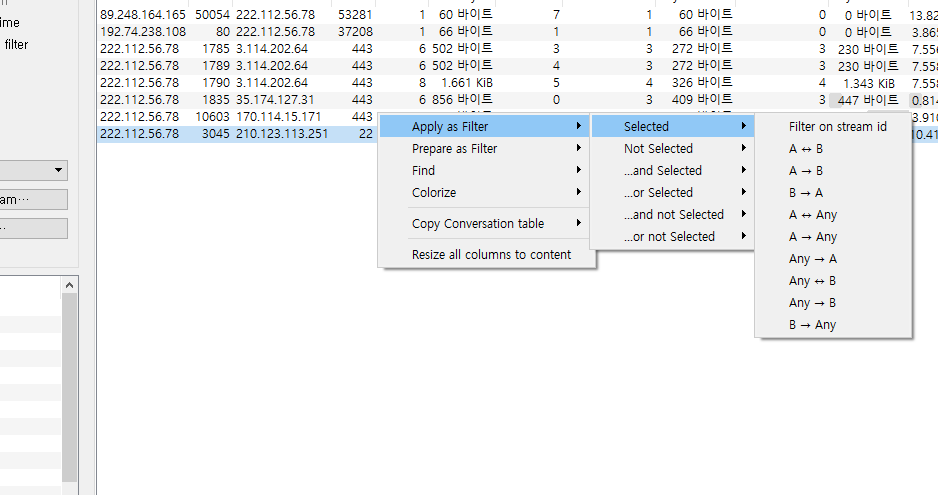 ime
filter
am…
89.248.164.165 50054 222.112.56.78 53281 1 60 바이트 7 1 60 바이트 0 0 바이트 13.82
192.74.238.108 80 222.112.56.78 37208 1 66 바이트 1 1 66 바이트 0 0 바이트 3.865
222.112.56.78 1785 3.114.202.64 443 6 502 바이트 3 3 272 바이트 3 230 바이트 7.556
222.112.56.78 1789 3.114.202.64 443 6 502 바이트 4 3 272 바이트 3 230 바이트 7.558
222.112.56.78 1790 3.114.202.64 443 8 1.661 KiB 5 4 326 바이트 4 1.343 KiB 7.558
222.112.56.78 1835 35.174.127.31 443 6 856 바이트 0 3 409 바이트 3 447 바이트 0.814
222.112.56.78 10603 170.114.15.171 443 3.910
222.112.56.78 3045 210.123.113.251 22 10.41
Apply as Filter
Prepare as Filter
Find
Colorize
Copy Conversation table
Resize all columns to content
Selected
Not Selected
...and Selected
...or Selected
...and not Selected
...or not Selected
Filter on stream id
A ↔ B
A → B
B → A
A ↔ Any
A → Any
Any → A
Any ↔ B
Any → B
B → Any